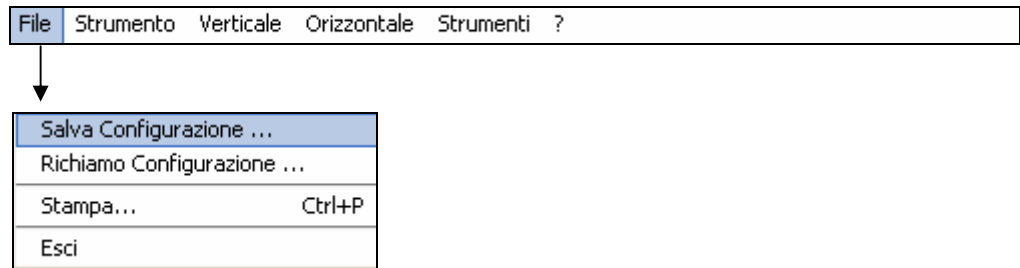 File Strumento Verticale Orizzontale Strumenti ?
Salva Configurazione ...
Richiamo Configurazione ...
Stampa... Ctrl+P
Esci